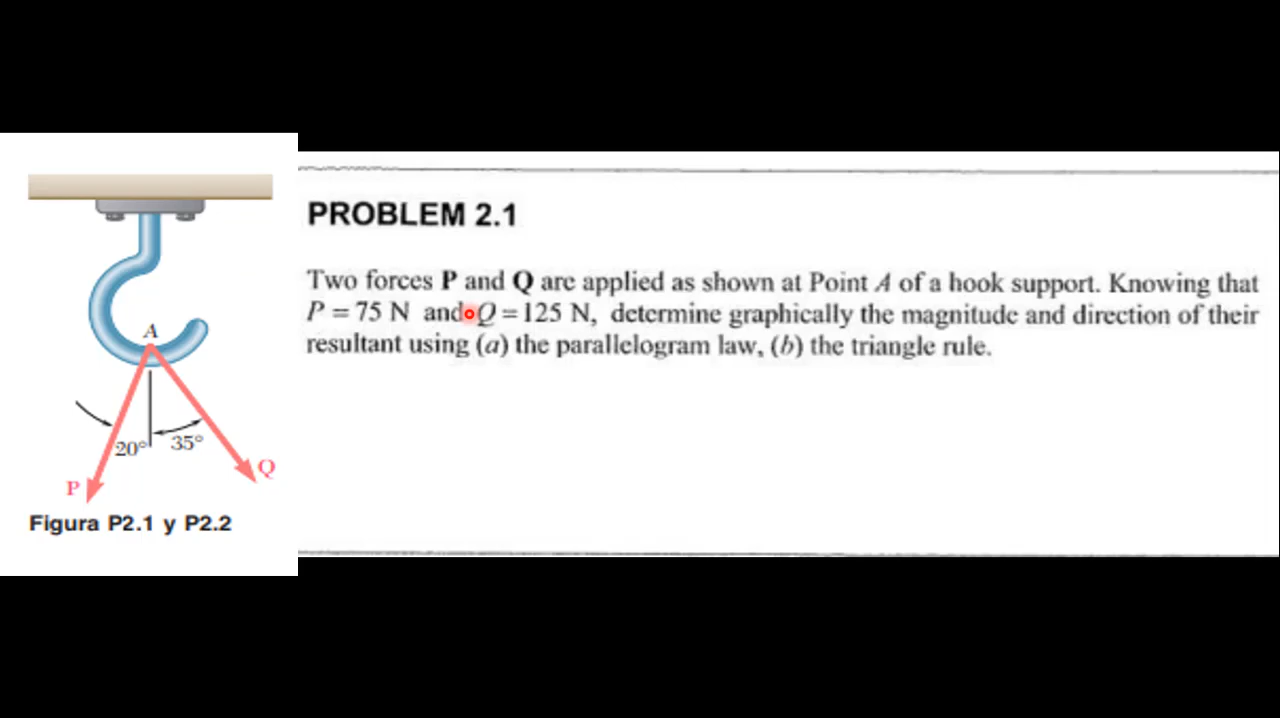 PROBLEM 2.1
Two forces P and Q are applied as shown at Point A of a hook support. Knowing that
P = 75 N and Q = 125 N, determine graphically the magnitude and direction of their
resultant using (a) the parallelogram law, (b) the triangle rule.
A
20° 35°
P
Q
Figura P2.1 y P2.2